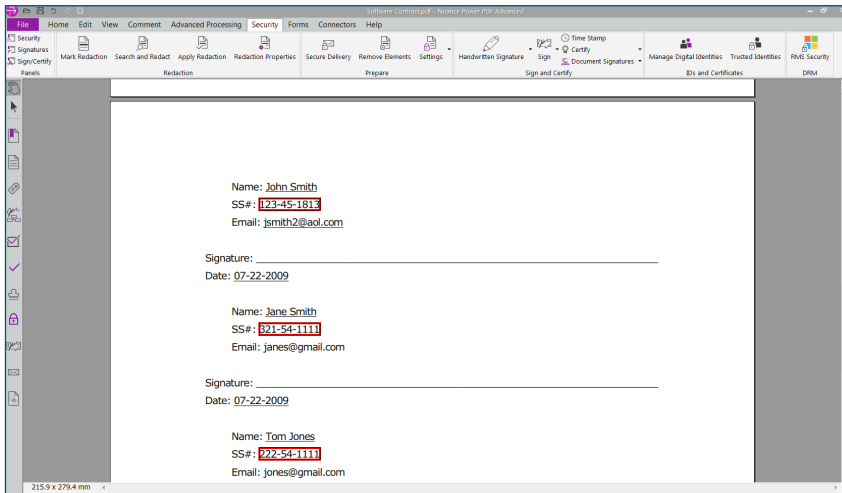 Software Contract.pdf - Nuance Power PDF Advanced
File Home Edit View Comment Advanced Processing Security Forms Connectors Help
Security
Signatures
Sign/Certify
Panels
Mark Redaction Search and Redact Apply Redaction Redaction Properties
Redaction
Secure Delivery Remove Elements Settings
Prepare
Handwritten Signature Sign
Time Stamp
Certify
Document Signatures
Sign and Certify
Manage Digital Identities Trusted Identities
IDs and Certificates
RMS Security
DRM
Name: John Smith
SS#: 123-45-1813
Email: jsmith2@aol.com
Signature:
Date: 07-22-2009
Name: Jane Smith
SS#: 321-54-1111
Email: janes@gmail.com
Signature:
Date: 07-22-2009
Name: Tom Jones
SS#: 222-54-1111
Email: jones@gmail.com
215.9 x 279.4 mm